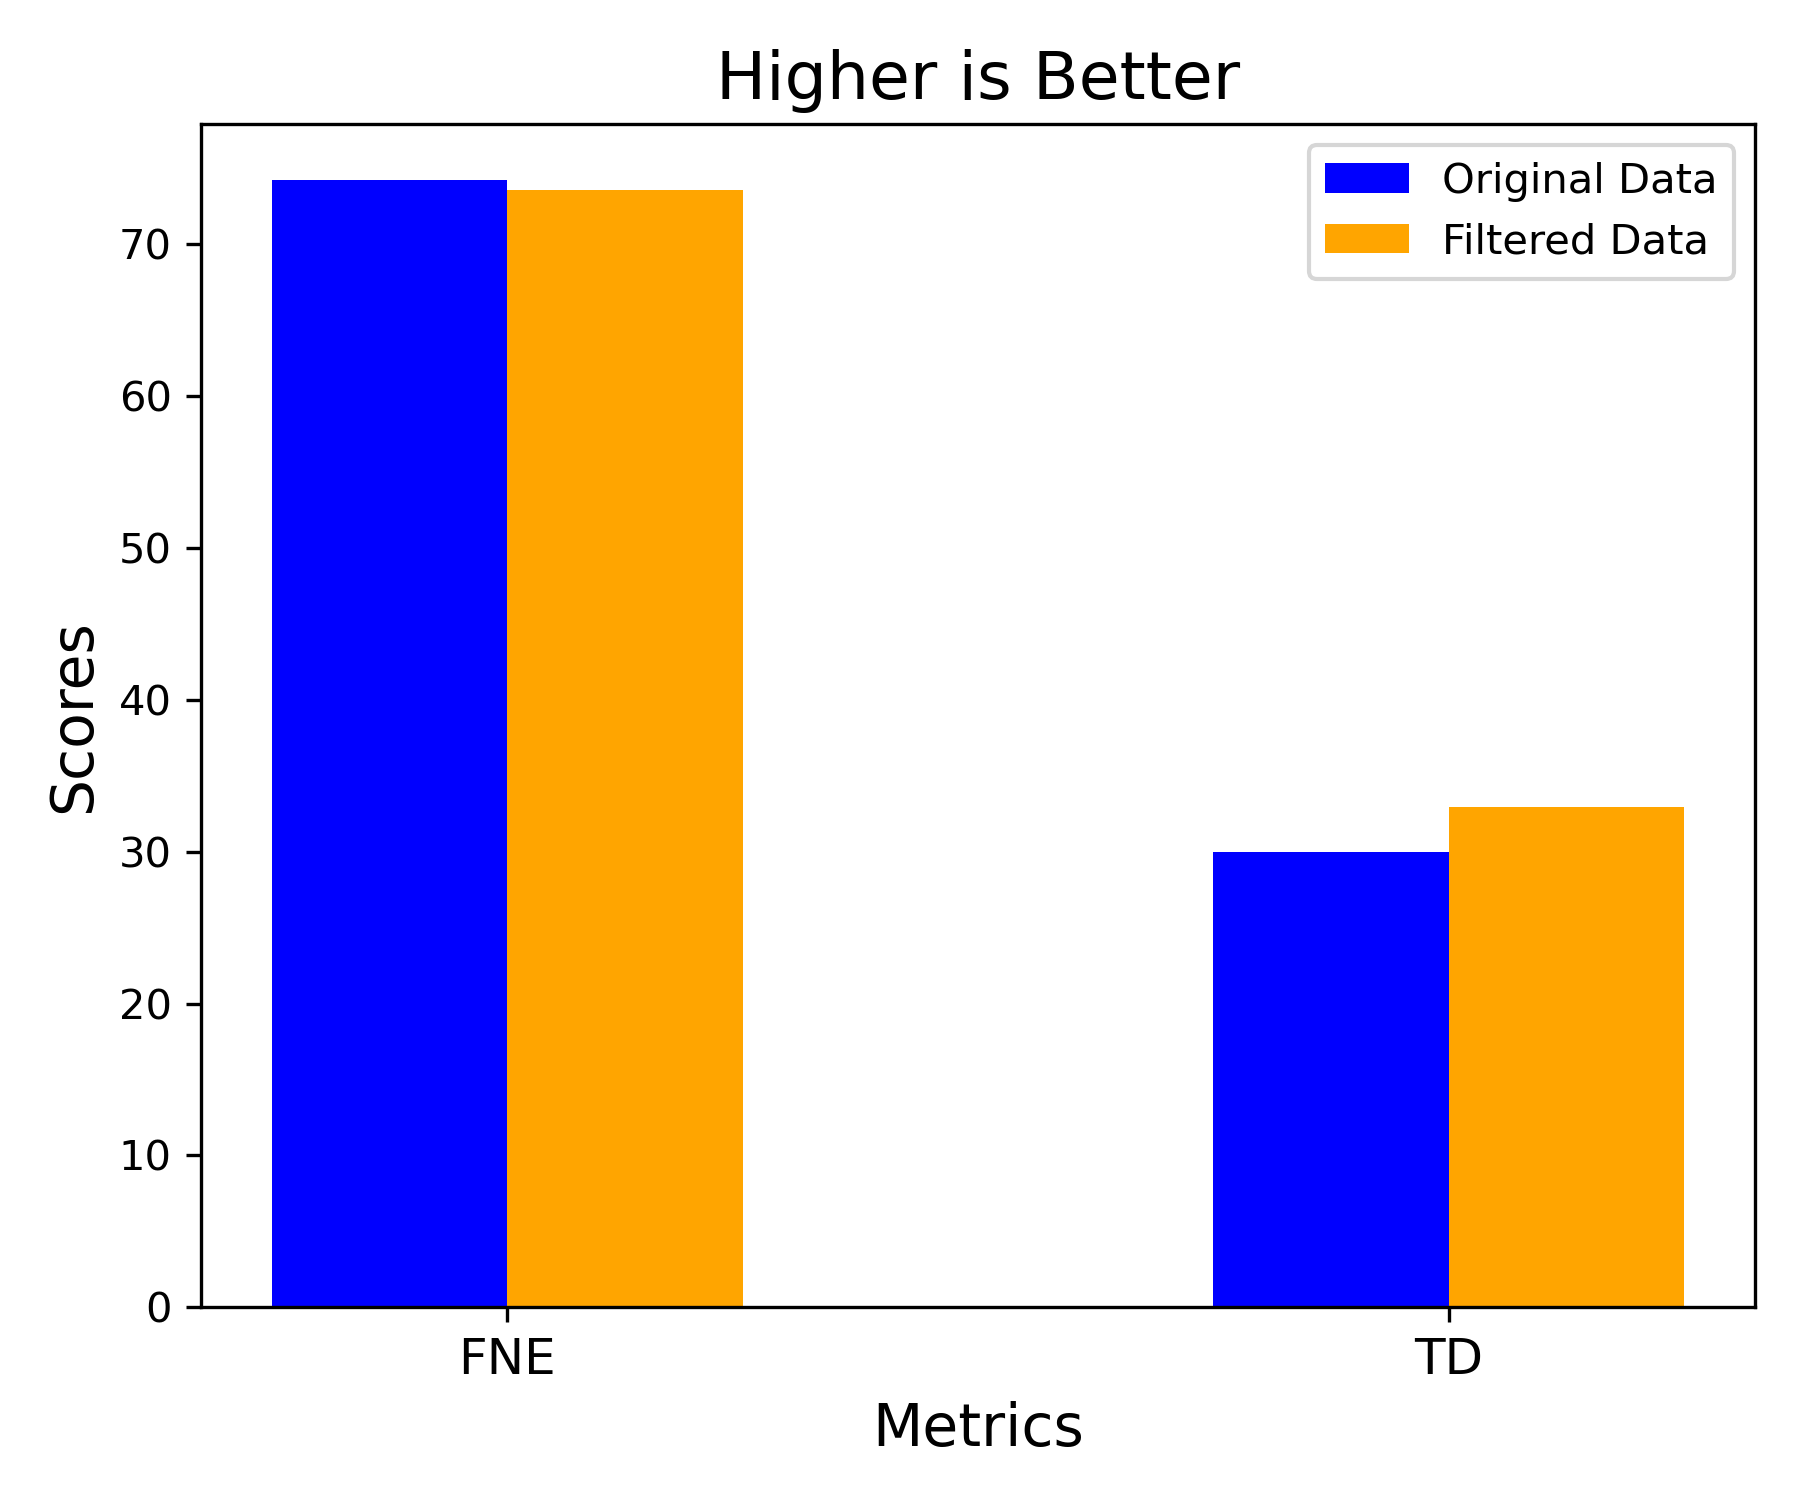 Higher is Better
Original Data
Filtered Data
70
60
50
40
30
20
10
0
Scores
FNE
TD
Metrics